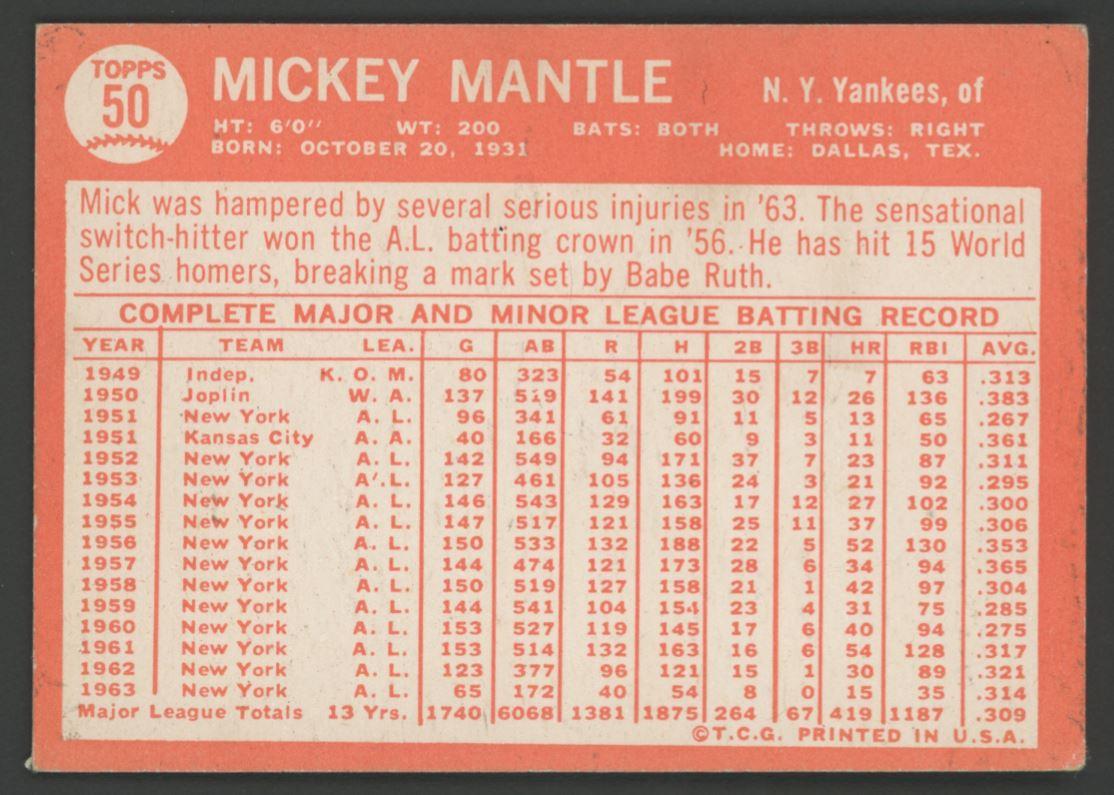 TOPPS
50
MICKEY MANTLE N. Y. Yankees, of
HT: 6'0" WT: 200 BATS: BOTH THROWS: RIGHT
BORN: OCTOBER 20, 1931 HOME: DALLAS, TEX.
Mick was hampered by several serious injuries in '63. The sensational
switch-hitter won the A.L. batting crown in '56. He has hit 15 World
Series homers, breaking a mark set by Babe Ruth.
COMPLETE MAJOR AND MINOR LEAGUE BATTING RECORD
YEAR TEAM LEA. G AB R H 2B 3B HR RBI AVG.
1949 Indep. K. O. M. 80 323 54 101 15 7 7 63 .313
1950 Joplin W. A. 137 519 141 199 30 12 26 136 .383
1951 New York A. L. 96 341 61 91 11 5 13 65 .267
1951 Kansas City A. A. 40 166 32 60 9 3 11 50 .361
1952 New York A. L. 142 549 94 171 37 7 23 87 .311
1953 New York A. L. 127 461 105 136 24 3 21 92 .295
1954 New York A. L. 146 543 129 163 17 12 27 102 .300
1955 New York A. L. 147 517 121 158 25 11 37 99 .306
1956 New York A. L. 150 533 132 188 22 5 52 130 .353
1957 New York A. L. 144 474 121 173 28 6 34 94 .365
1958 New York A. L. 150 519 127 158 21 1 42 97 .304
1959 New York A. L. 144 541 104 154 23 4 31 75 .285
1960 New York A. L. 153 527 119 145 17 6 40 94 .275
1961 New York A. L. 153 514 132 163 16 6 54 128 .317
1962 New York A. L. 123 377 96 121 15 1 30 89 .321
1963 New York A. L. 65 172 40 54 8 0 15 35 .314
Major League Totals 13 Yrs. 1740 6068 1381 1875 264 67 419 1187 .309
©T.C.G. PRINTED IN U.S.A.